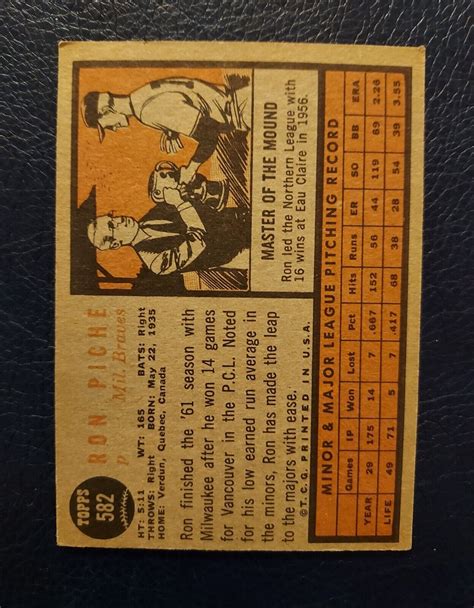 TOPPS
582
RON PICHE
P Mil. Braves
HT: 5:11 WT: 165 BATS: Right
THROWS: Right BORN: May 22, 1935
HOME: Verdun, Quebec, Canada
Ron finished the '61 season with
Milwaukee after he won 14 games
for Vancouver in the P.C.L. Noted
for his low earned run average in
the minors, Ron has made the leap
to the majors with ease.
©T.C.G. PRINTED IN U.S.A.
MASTER OF THE MOUND
Ron led the Northern League with
16 wins at Eau Claire in 1956.
MINOR & MAJOR LEAGUE PITCHING RECORD
Games IP Won Lost Pct Hits Runs ER SO BB ERA
YEAR 29 175 14 7 .667 152 56 44 119 69 2.26
LIFE 49 71 5 7 .417 68 38 28 54 39 3.55